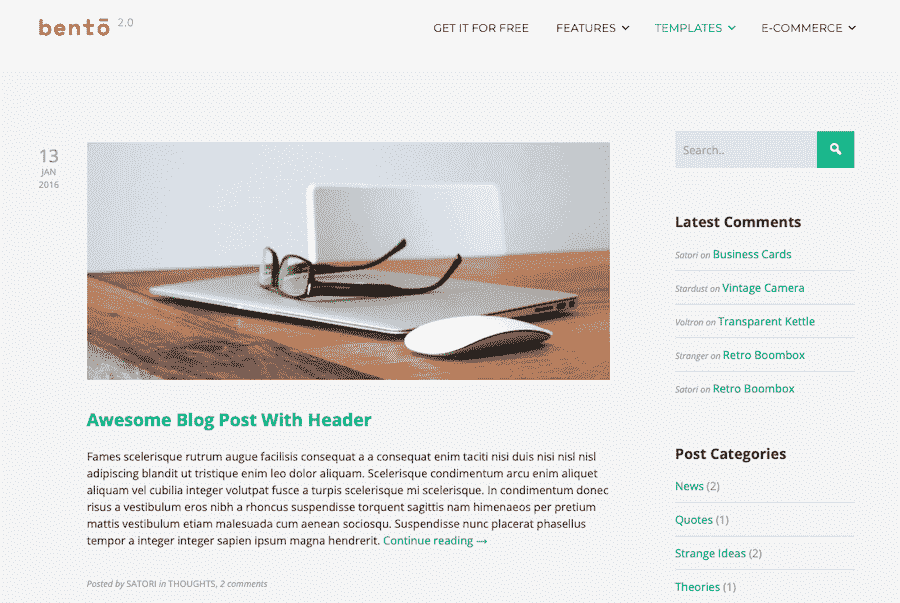 bentō 2.0
GET IT FOR FREE FEATURES TEMPLATES E-COMMERCE
13
JAN
2016
Awesome Blog Post With Header
Fames scelerisque rutrum augue facilisis consequat a a consequat enim taciti nisi duis nisi nisl nisl
adipiscing blandit ut tristique enim leo dolor aliquam. Scelerisque condimentum arcu enim aliquet
aliquam vel cubilia integer volutpat fusce a turpis scelerisque mi scelerisque. In condimentum donec
risus a vestibulum eros nibh a rhoncus suspendisse torquent sagittis nam himenaeos per pretium
mattis vestibulum etiam malesuada cum aenean sociosqu. Suspendisse nunc placerat phasellus
tempor a integer integer sapien ipsum magna hendrerit. Continue reading →
Posted by SATORI in THOUGHTS, 2 comments
Search..
Latest Comments
Satori on Business Cards
Stardust on Vintage Camera
Voltron on Transparent Kettle
Stranger on Retro Boombox
Satori on Retro Boombox
Post Categories
News (2)
Quotes (1)
Strange Ideas (2)
Theories (1)